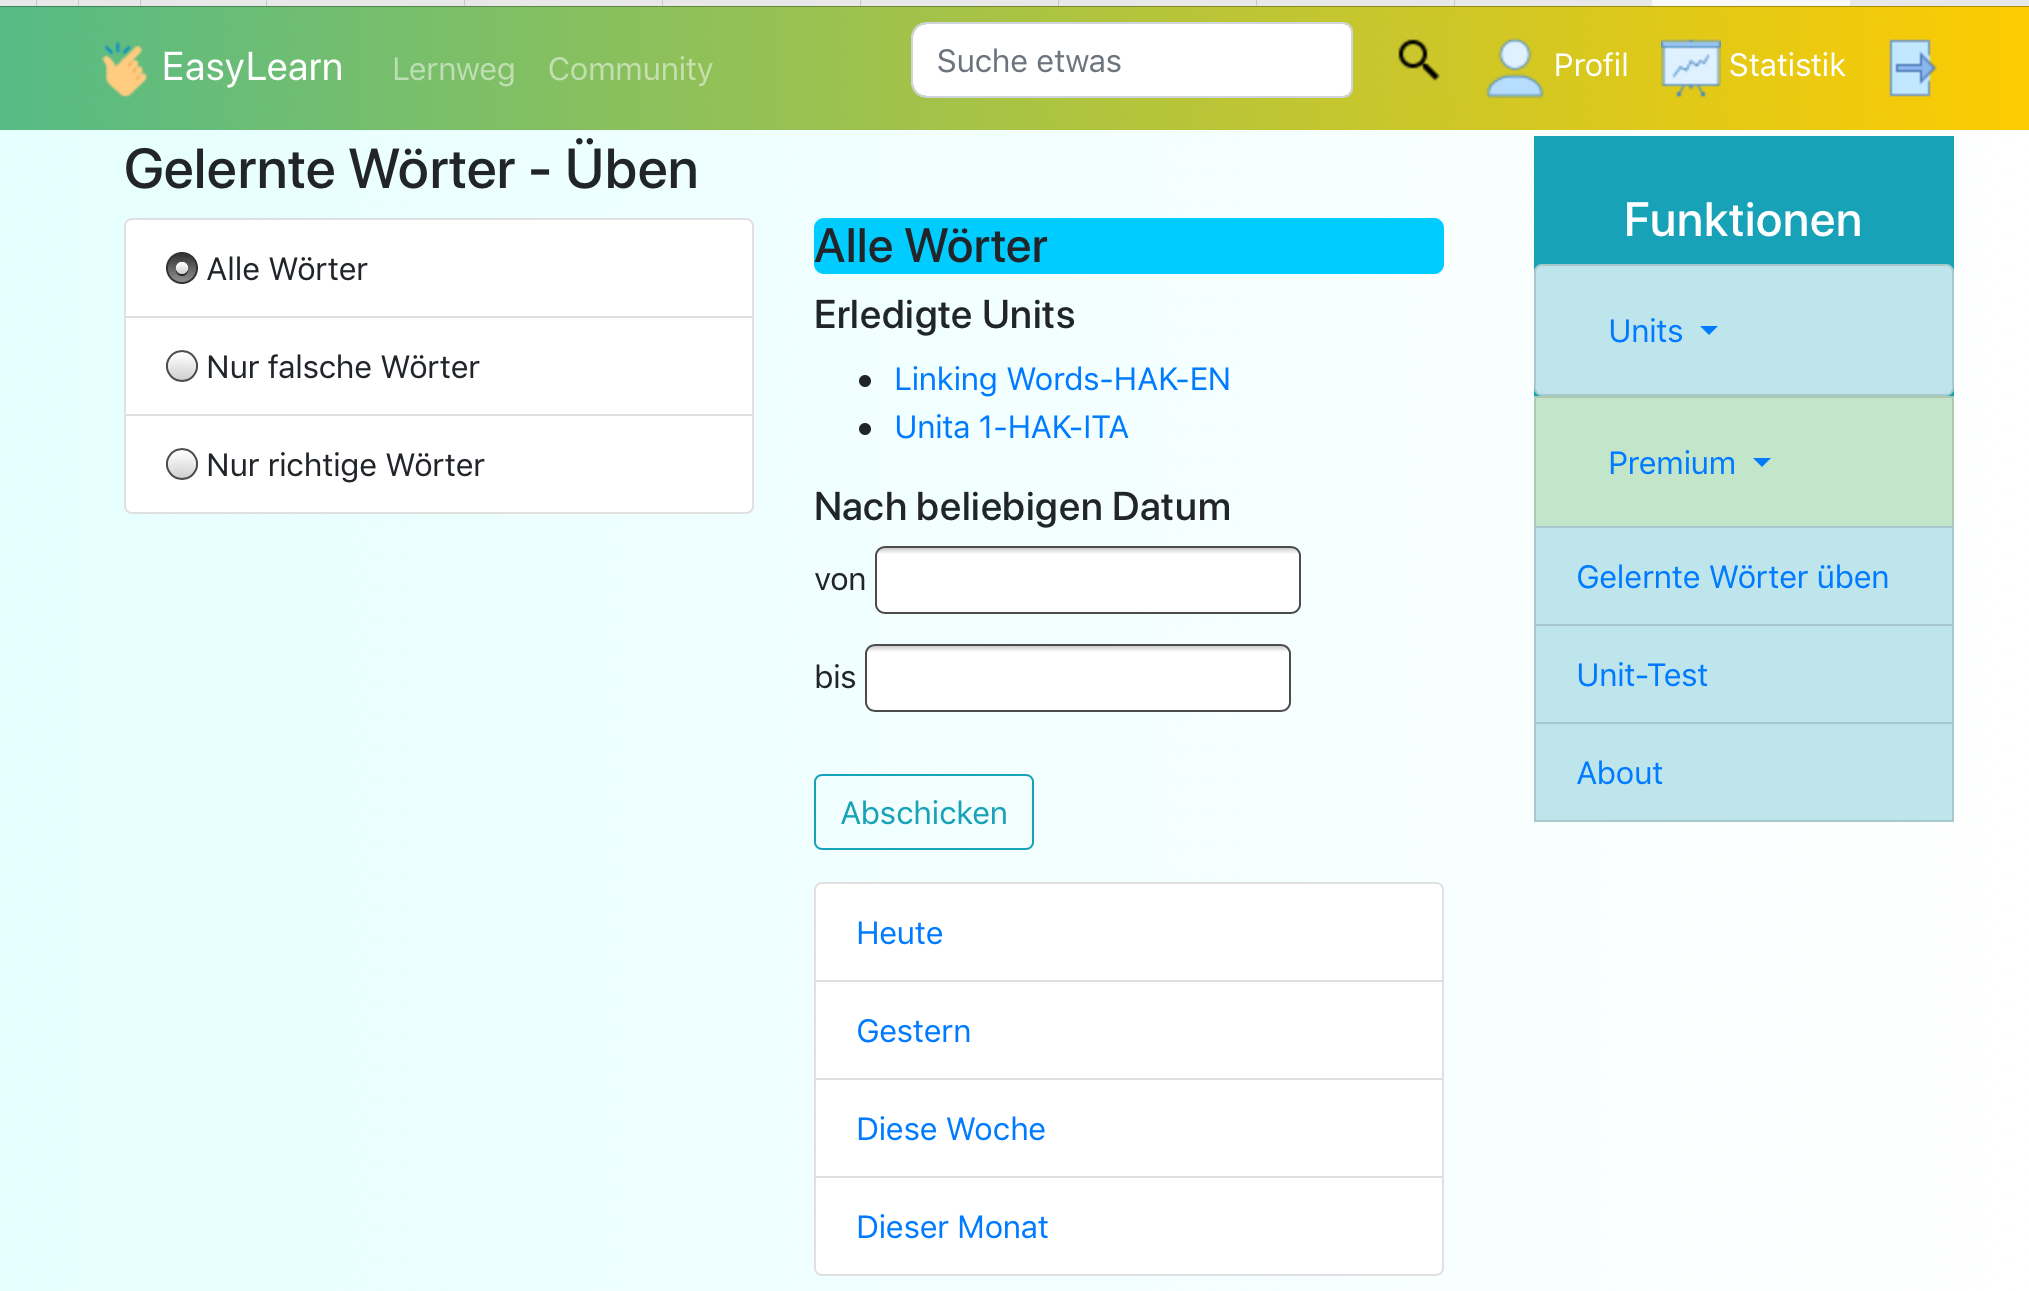 EasyLearn Lernweg Community Suche etwas Profil Statistik
Gelernte Wörter - Üben
Alle Wörter
Nur falsche Wörter
Nur richtige Wörter
Alle Wörter
Erledigte Units
Linking Words-HAK-EN
Unita 1-HAK-ITA
Nach beliebigen Datum
von
bis
Abschicken
Heute
Gestern
Diese Woche
Dieser Monat
Funktionen
Units
Premium
Gelernte Wörter üben
Unit-Test
About